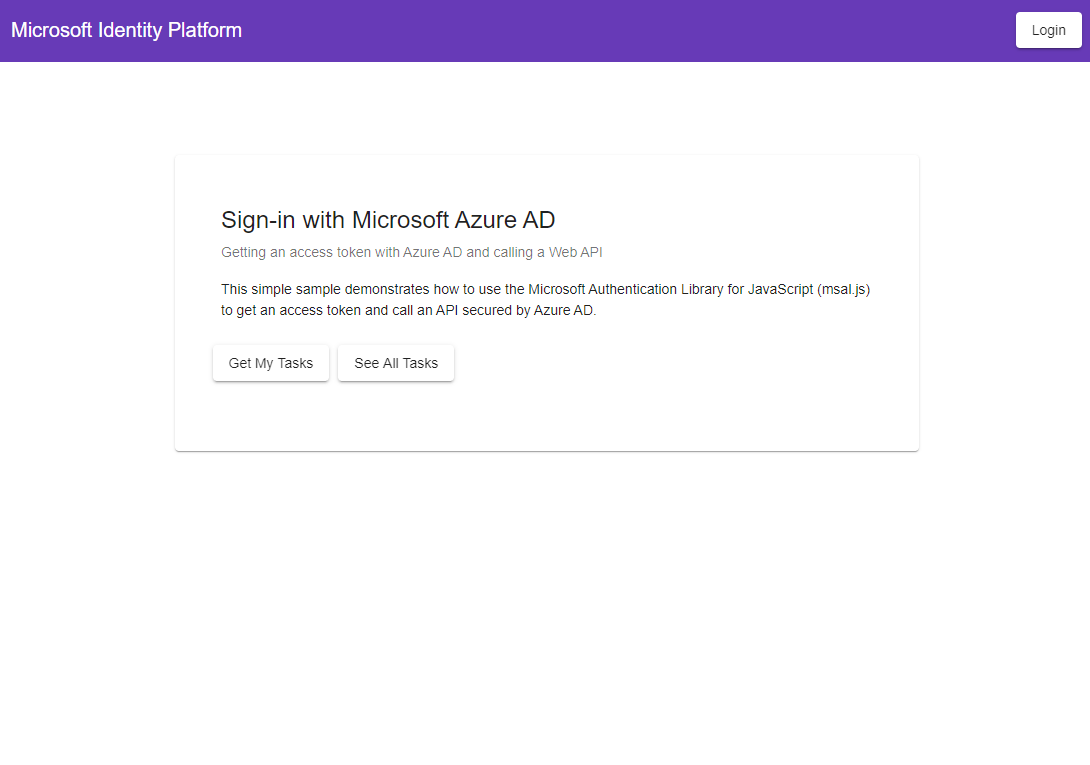 Microsoft Identity Platform
Login
Sign-in with Microsoft Azure AD
Getting an access token with Azure AD and calling a Web API
This simple sample demonstrates how to use the Microsoft Authentication Library for JavaScript (msal.js)
to get an access token and call an API secured by Azure AD.
Get My Tasks
See All Tasks